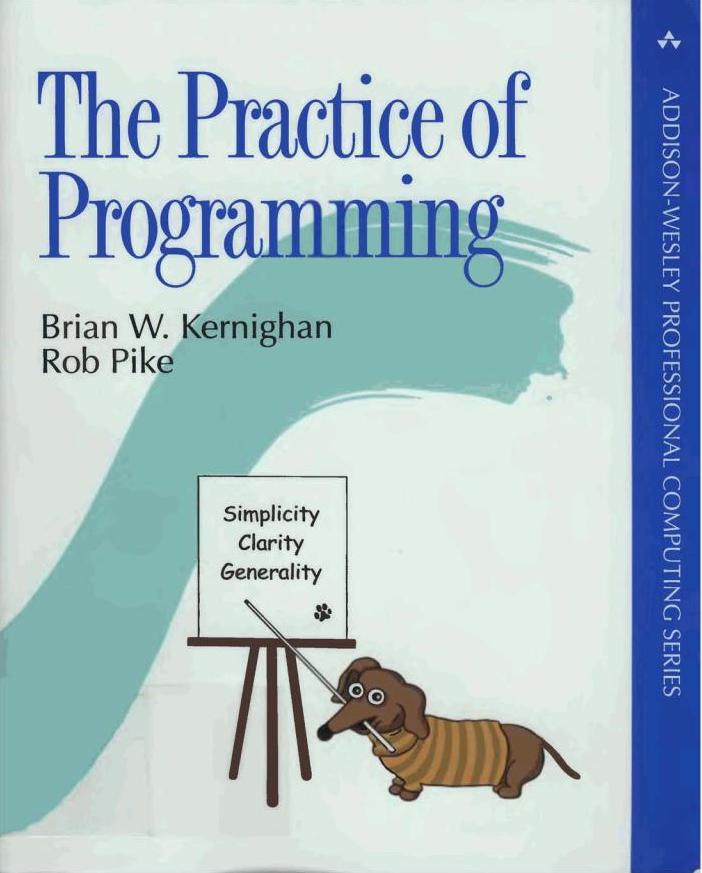 The Practice of
Programming
Brian W. Kernighan
Rob Pike
Simplicity
Clarity
Generality
ADDISON-WESLEY PROFESSIONAL COMPUTING SERIES